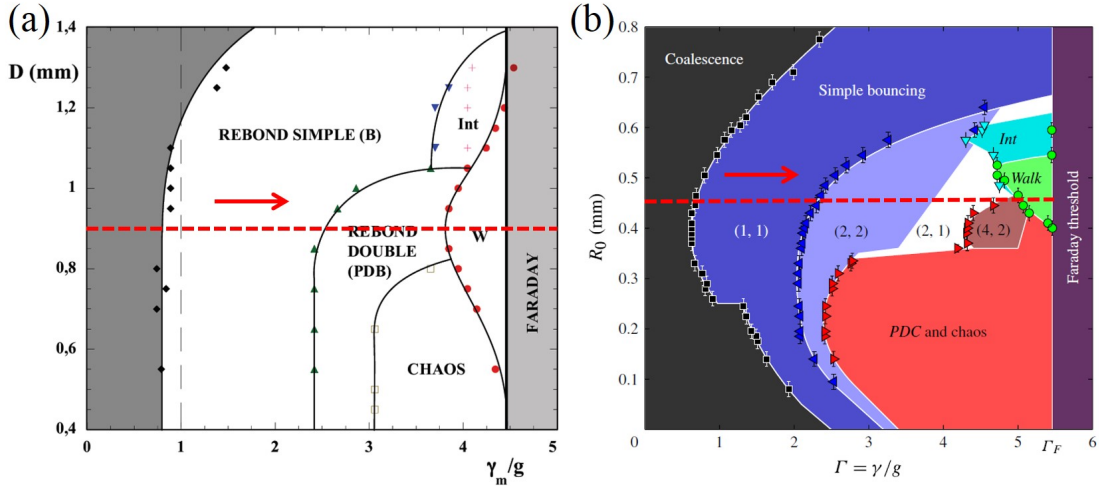 (a)
1,4
D (mm)
1,2
1
0,8
0,6
0,4
0
1
2
3
4
γm/g
REBOND SIMPLE (B)
Int
REBOND
DOUBLE
(PDB)
W
CHAOS
FARADAY
(b)
0.8
0.7
0.6
0.5
0.4
0.3
0.2
0.1
R0 (mm)
Coalescence
Simple bouncing
Int
Walk
(1, 1)
(2, 2)
(2, 1)
(4, 2)
PDC and chaos
Faraday threshold
0
1
2
3
4
5
ΓF
6
Γ = γ/g